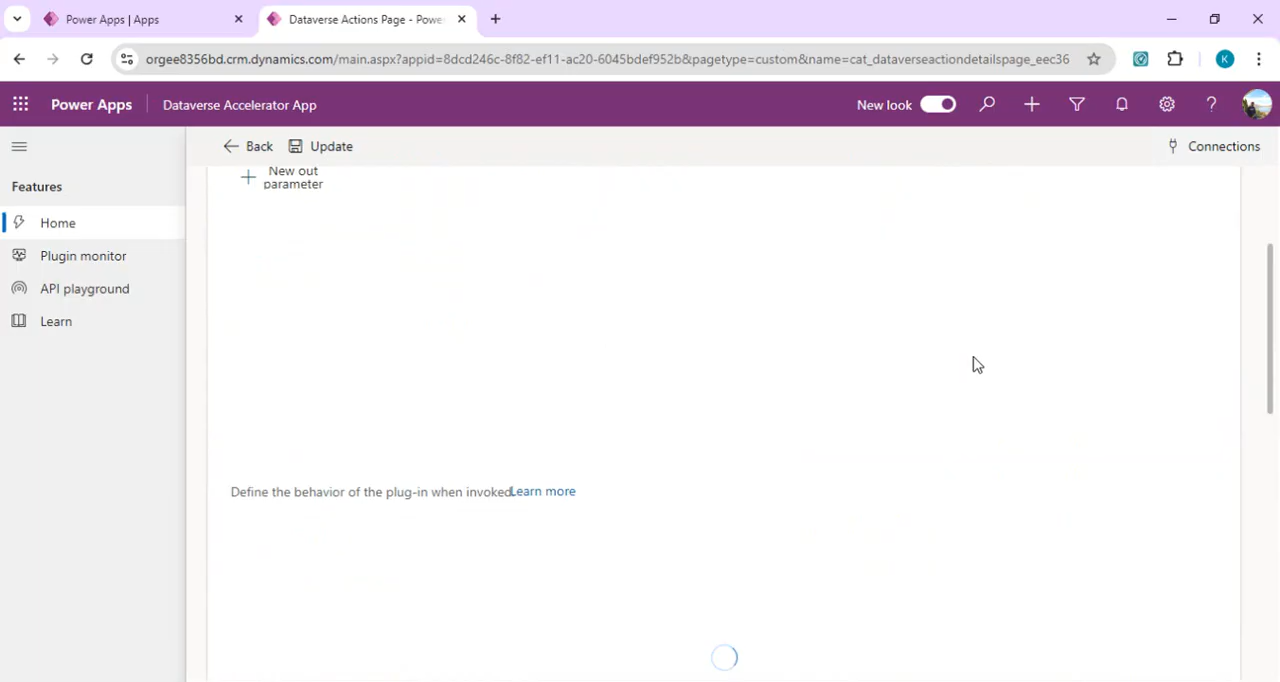 Power Apps | Apps
Dataverse Actions Page - Powe
orgee8356bd.crm.dynamics.com/main.aspx?appid=8dcd246c-8f82-ef11-ac20-6045bdef952b&pagetype=custom&name=cat_dataverseactiondetailspage_eec36
K
Power Apps
Dataverse Accelerator App
New look
Back
Update
Connections
Features
Home
Plugin monitor
API playground
Learn
New out
parameter
Define the behavior of the plug-in when invoked
Learn more